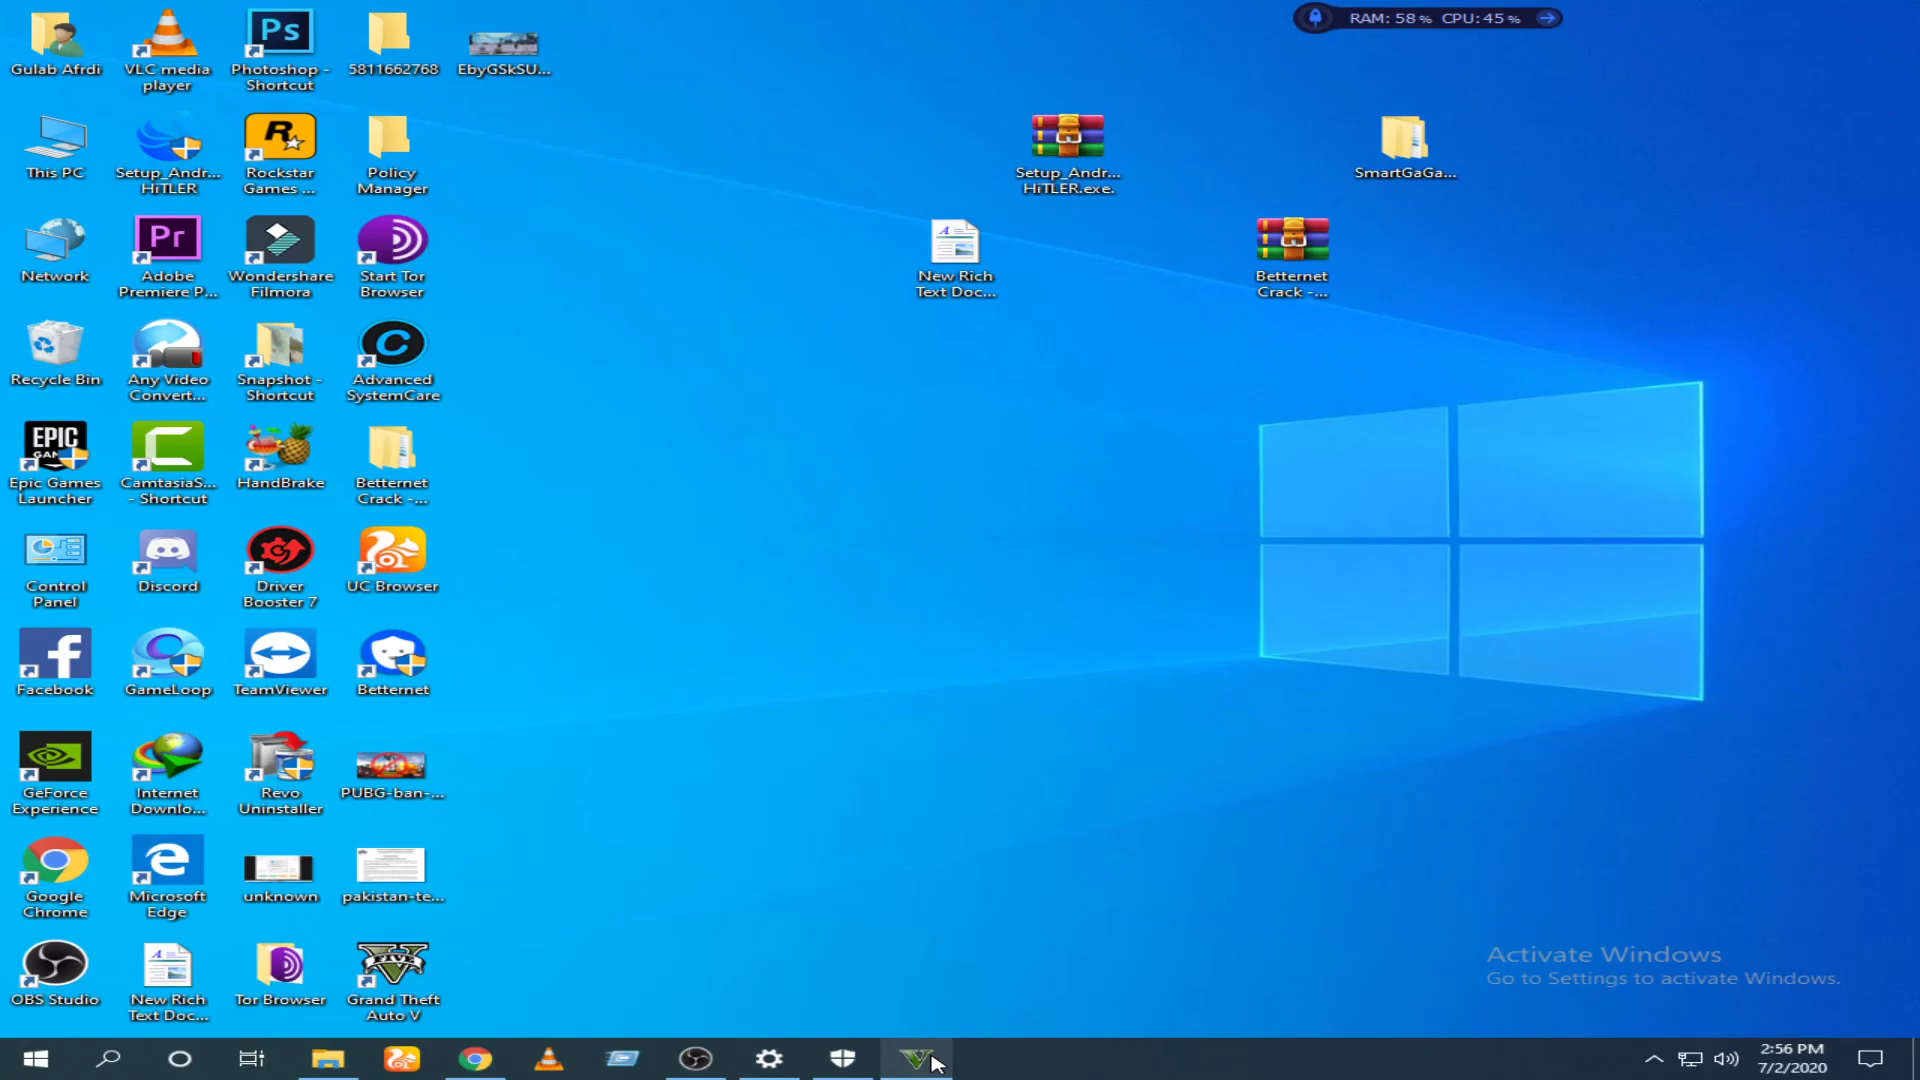 RAM: 58 % CPU: 45 %
Gulab Afrdi
VLC media
player
Ps
Photoshop -
Shortcut
5811662768
EbyGSkSU...
This PC
Setup_Andr...
HiTLER
R
Rockstar
Games ...
Policy
Manager
Setup_Andr...
HiTLER.exe.
SmartGaGa...
Network
Pr
Adobe
Premiere P...
Wondershare
Filmora
Start Tor
Browser
New Rich
Text Doc...
Betternet
Crack -...
Recycle Bin
Any Video
Convert...
Snapshot -
Shortcut
C
Advanced
SystemCare
EPIC
Epic Games
Launcher
C
CamtasiaS...
- Shortcut
HandBrake
Betternet
Crack -...
Control
Panel
Discord
Driver
Booster 7
UC Browser
f
Facebook
GameLoop
TeamViewer
Betternet
GeForce
Experience
Internet
Downlo...
Revo
Uninstaller
PUBG-ban-...
Google
Chrome
e
Microsoft
Edge
unknown
pakistan-te...
OBS Studio
New Rich
Text Doc...
Tor Browser
FIVE
Grand Theft
Auto V
Activate Windows
Go to Settings to activate Windows.
2:56 PM
7/2/2020